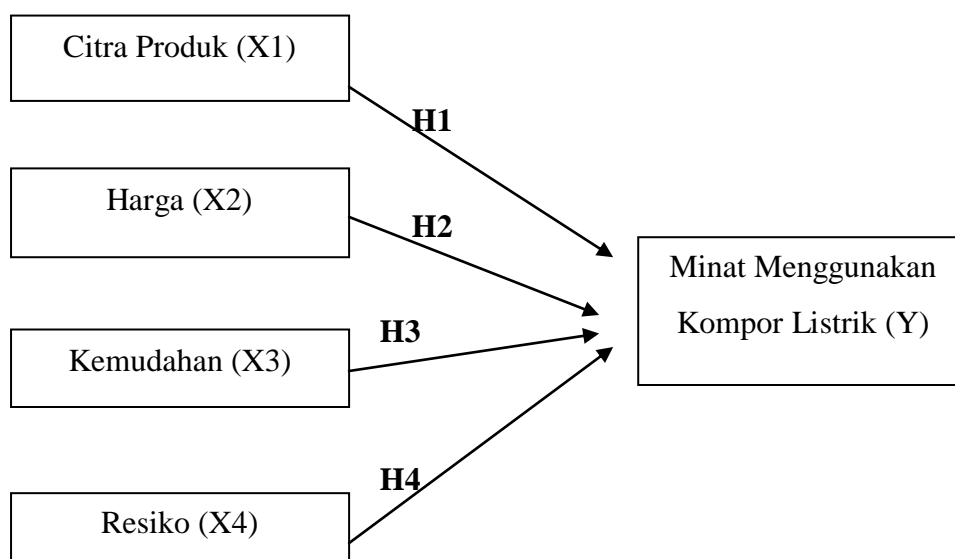 Citra Produk (X1)
H1
Harga (X2)
H2
Minat Menggunakan
Kompor Listrik (Y)
H3
Kemudahan (X3)
H4
Resiko (X4)